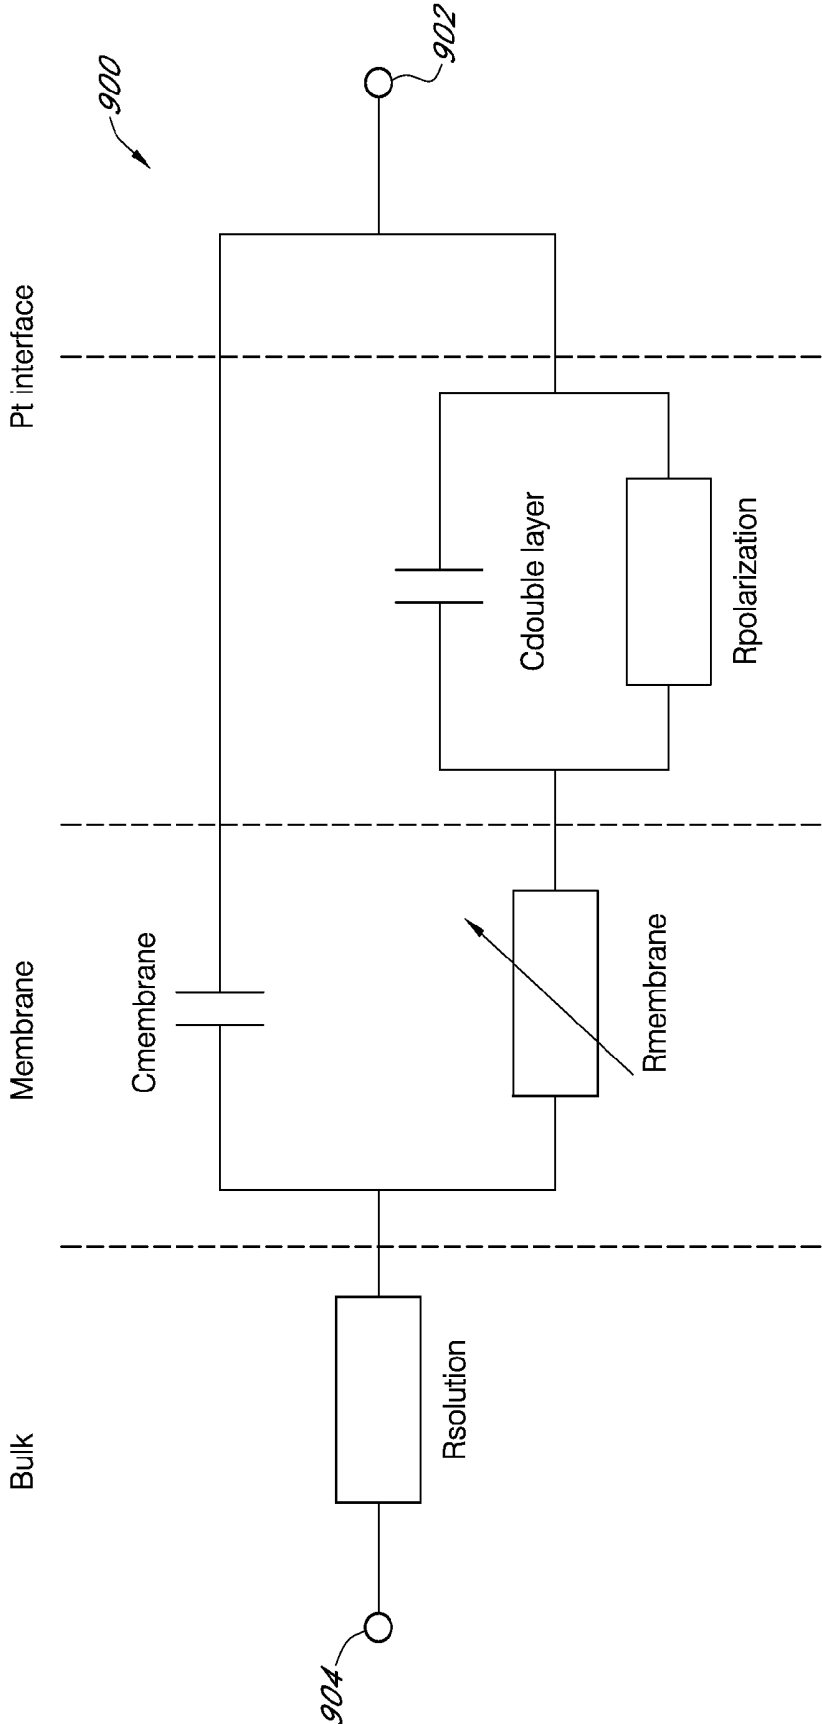 900
Bulk
Membrane
Pt interface
Cmembrane
904
902
Rsolution
Cdouble layer
Rmembrane
Rpolarization